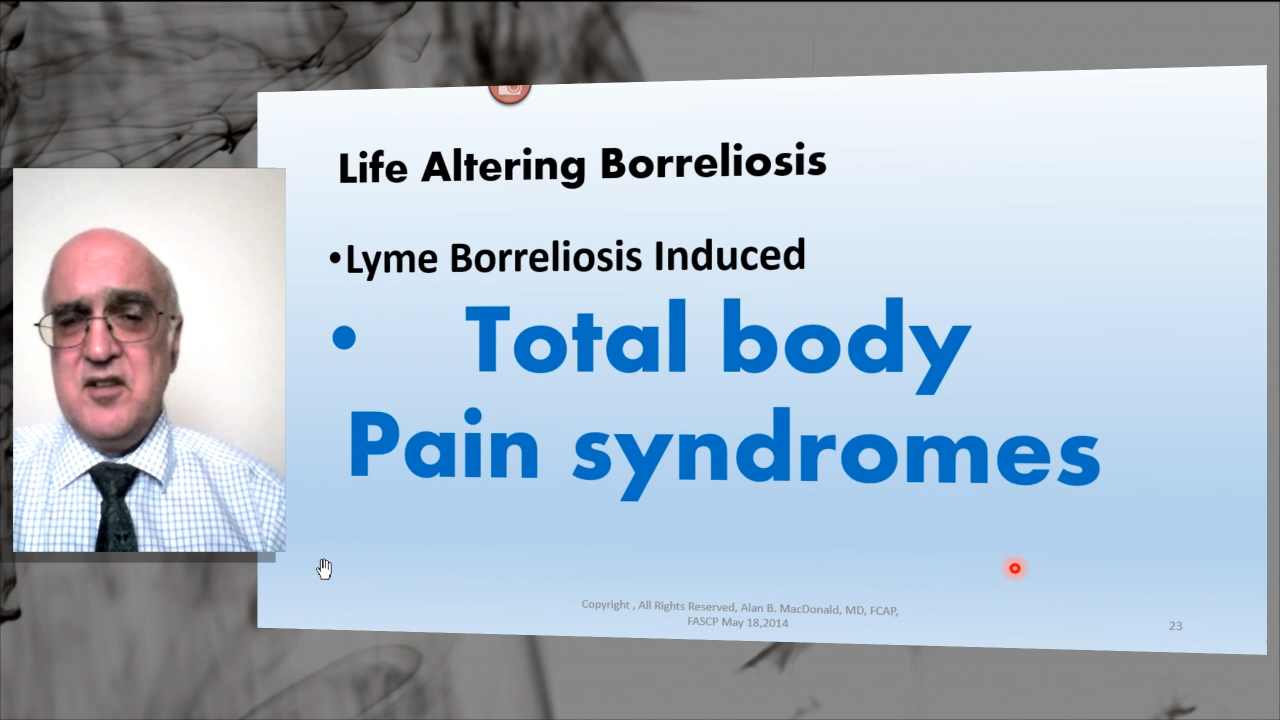 Life Altering Borreliosis
•Lyme Borreliosis Induced
• Total body
Pain syndromes
Copyright , All Rights Reserved, Alan B. MacDonald, MD, FCAP,
FASCP May 18,2014
23